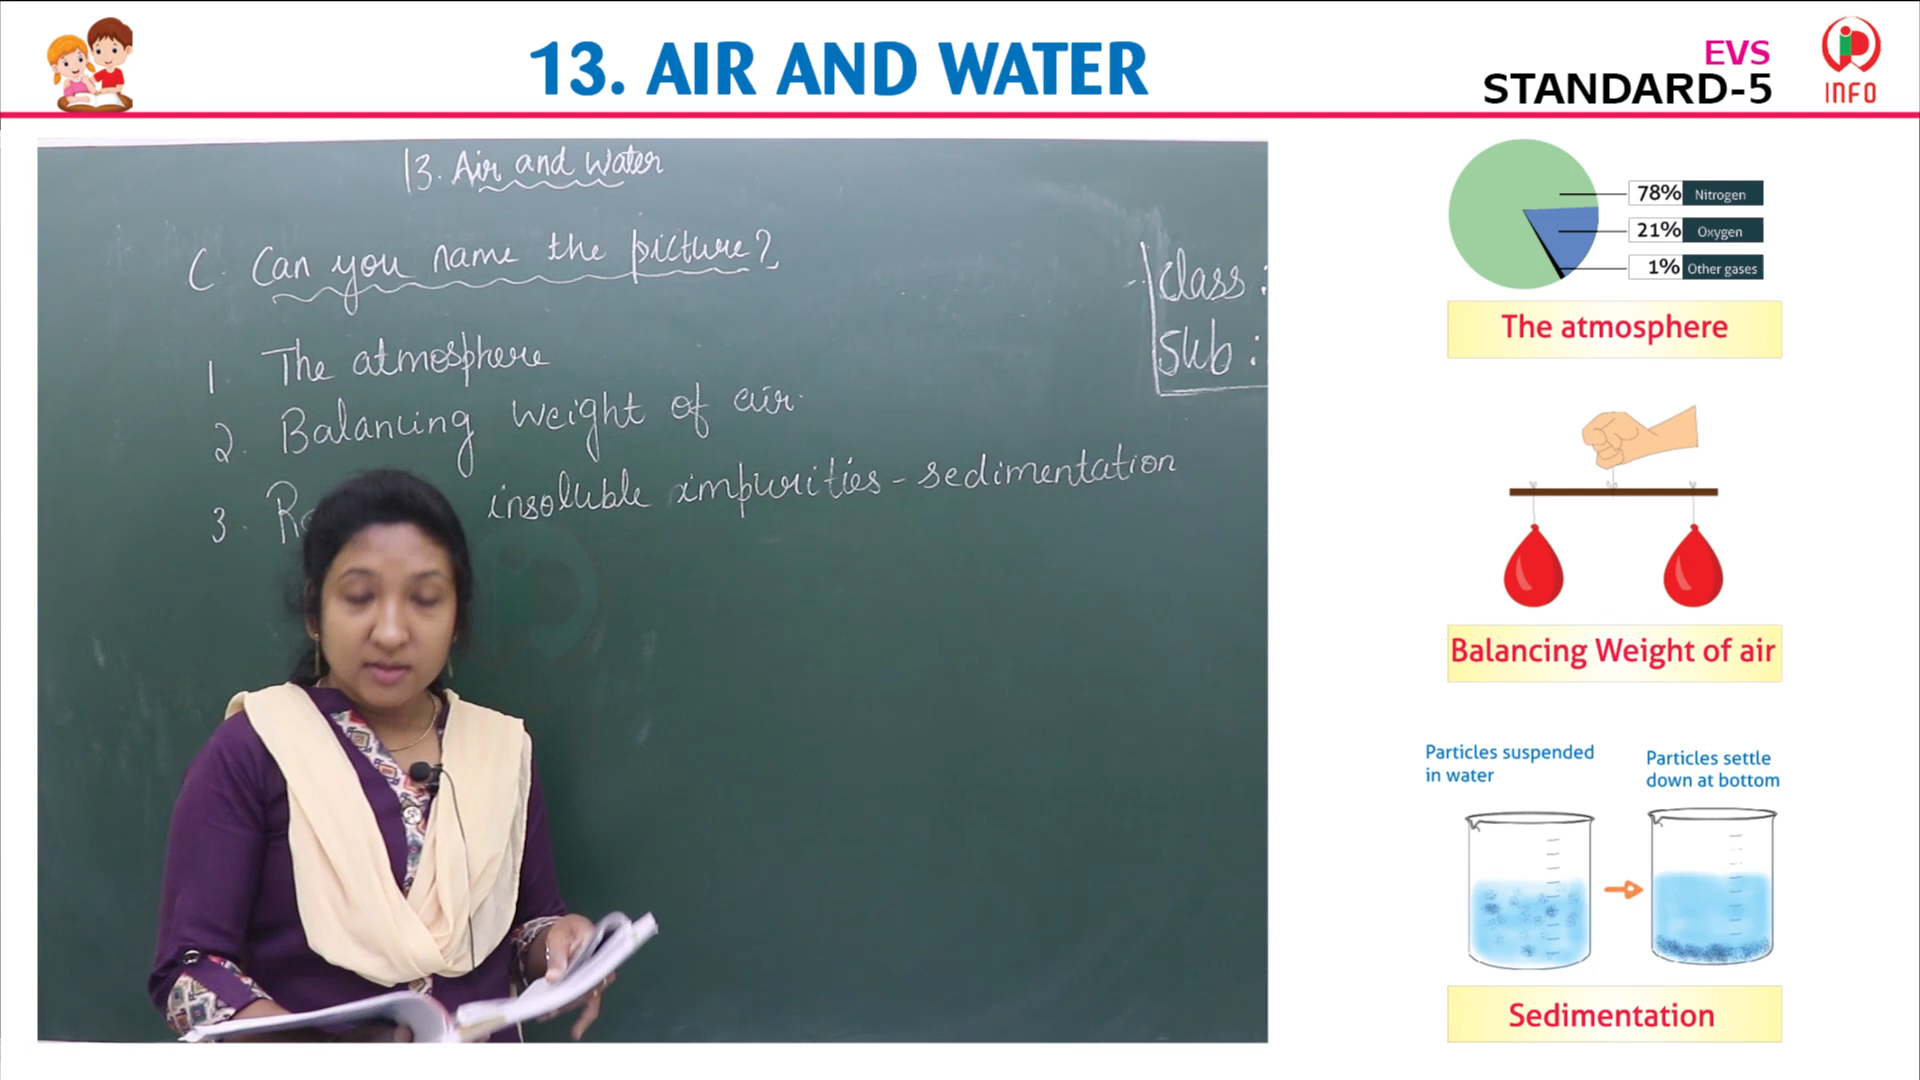 13. AIR AND WATER
EVS
STANDARD-5
INFO
13. Air and Water
C. Can you name the picture?
1. The atmosphere
2. Balancing weight of air.
3. insoluble impurities - sedimentation
class :
Sub :
78% Nitrogen
21% Oxygen
1% Other gases
The atmosphere
Balancing Weight of air
Particles suspended
in water
Particles settle
down at bottom
Sedimentation